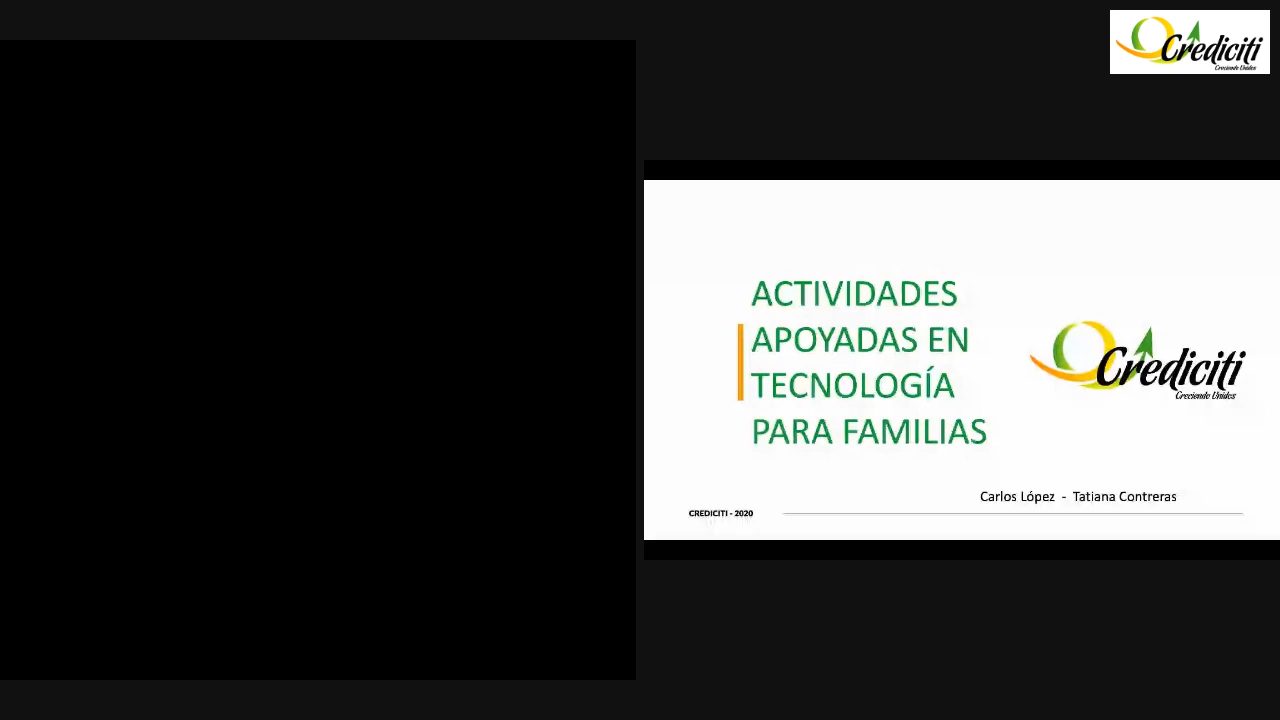 Crediciti
Creciendo Unidos
ACTIVIDADES
APOYADAS EN
TECNOLOGÍA
PARA FAMILIAS
Crediciti
Creciendo Unidos
Carlos López - Tatiana Contreras
CREDICITI - 2020